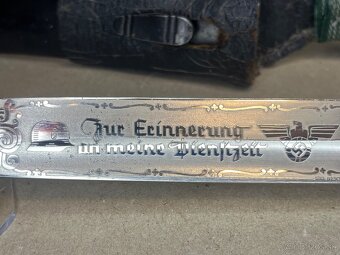 Zur Erinnerung
an meine Dienstzeit